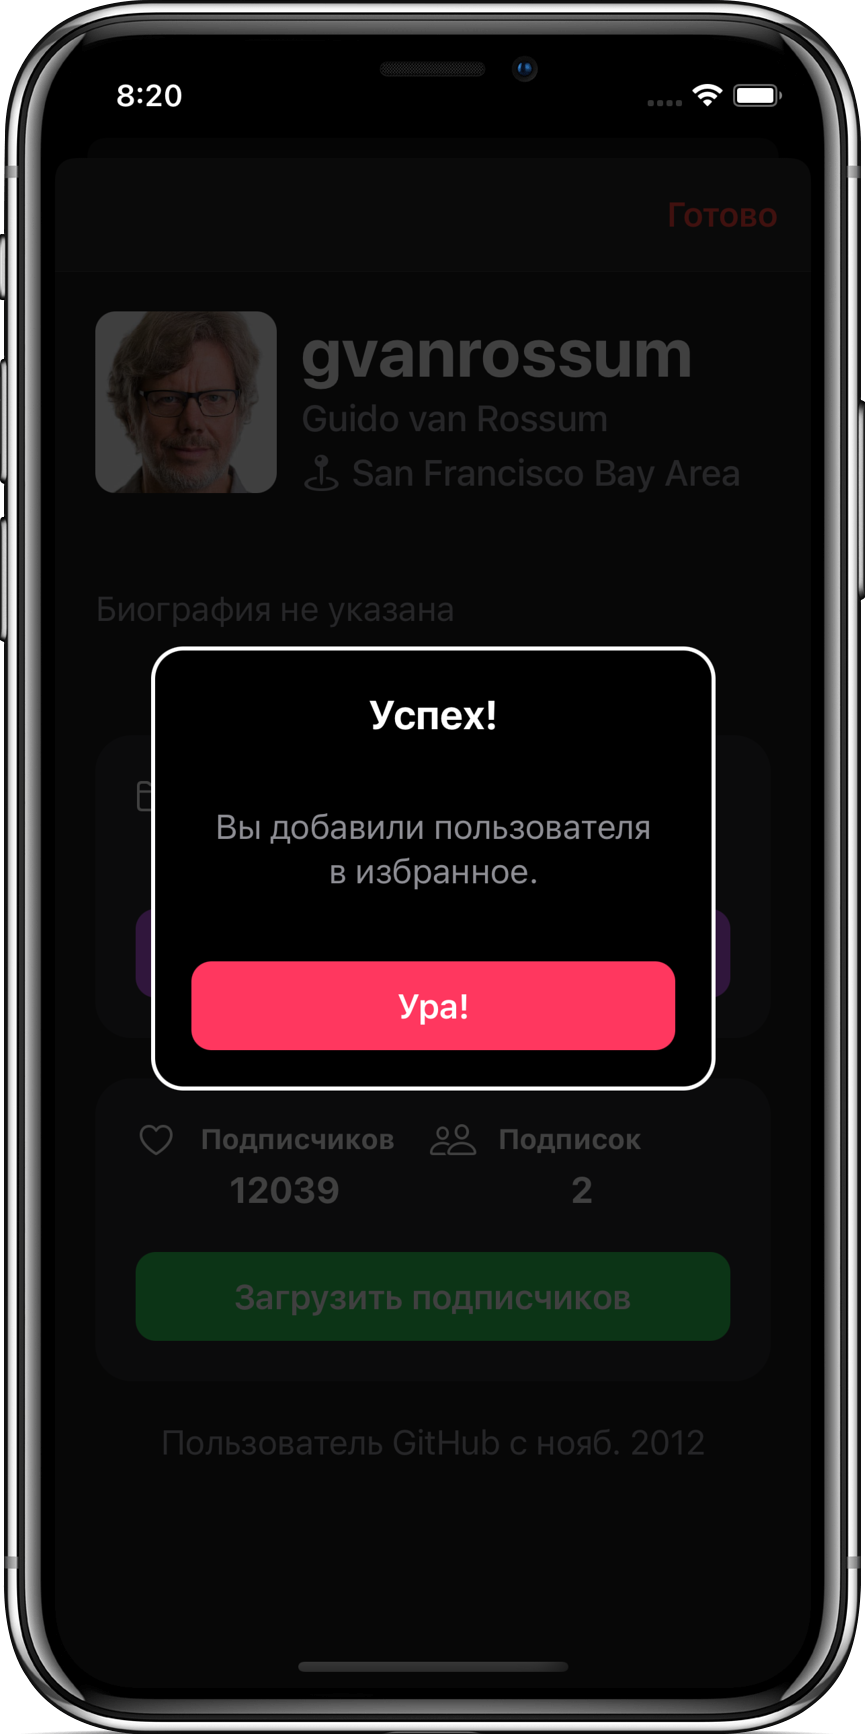 8:20
Готово
gvanrossum
Guido van Rossum
San Francisco Bay Area
Биография не указана
Успех!
Вы добавили пользователя
в избранное.
Ура!
Подписчиков Подписок
12039 2
Загрузить подписчиков
Пользователь GitHub с нояб. 2012